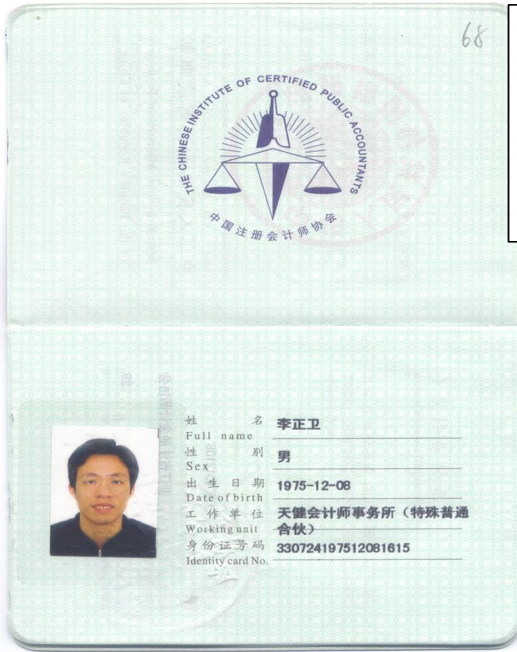 68
THE CHINESE INSTITUTE OF CERTIFIED PUBLIC ACCOUNTANTS
中国注册会计师协会
姓 名 李正卫
Full name
性 别 男
Sex
出 生 日 期 1975-12-08
Date of birth
工 作 单 位 天健会计师事务所（特殊普通
Working unit 合伙）
身份证号码 330724197512081615
Identity card No.